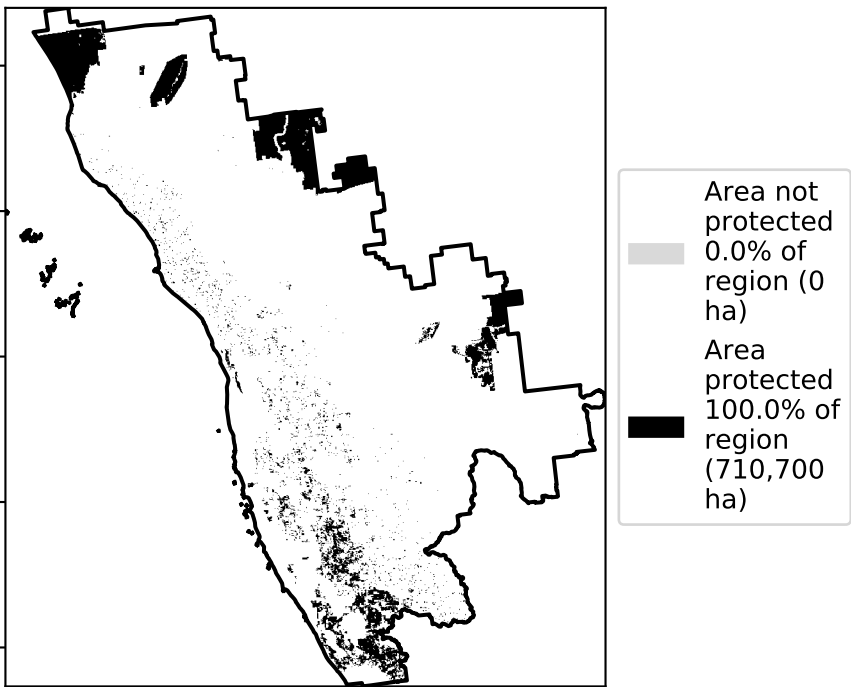 Area not
protected
0.0% of
region (0
ha)
Area
protected
100.0% of
region
(710,700
ha)